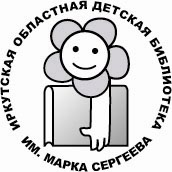 ИРКУТСКАЯ ОБЛАСТНАЯ ДЕТСКАЯ БИБЛИОТЕКА
ИМ. МАРКА СЕРГЕЕВА